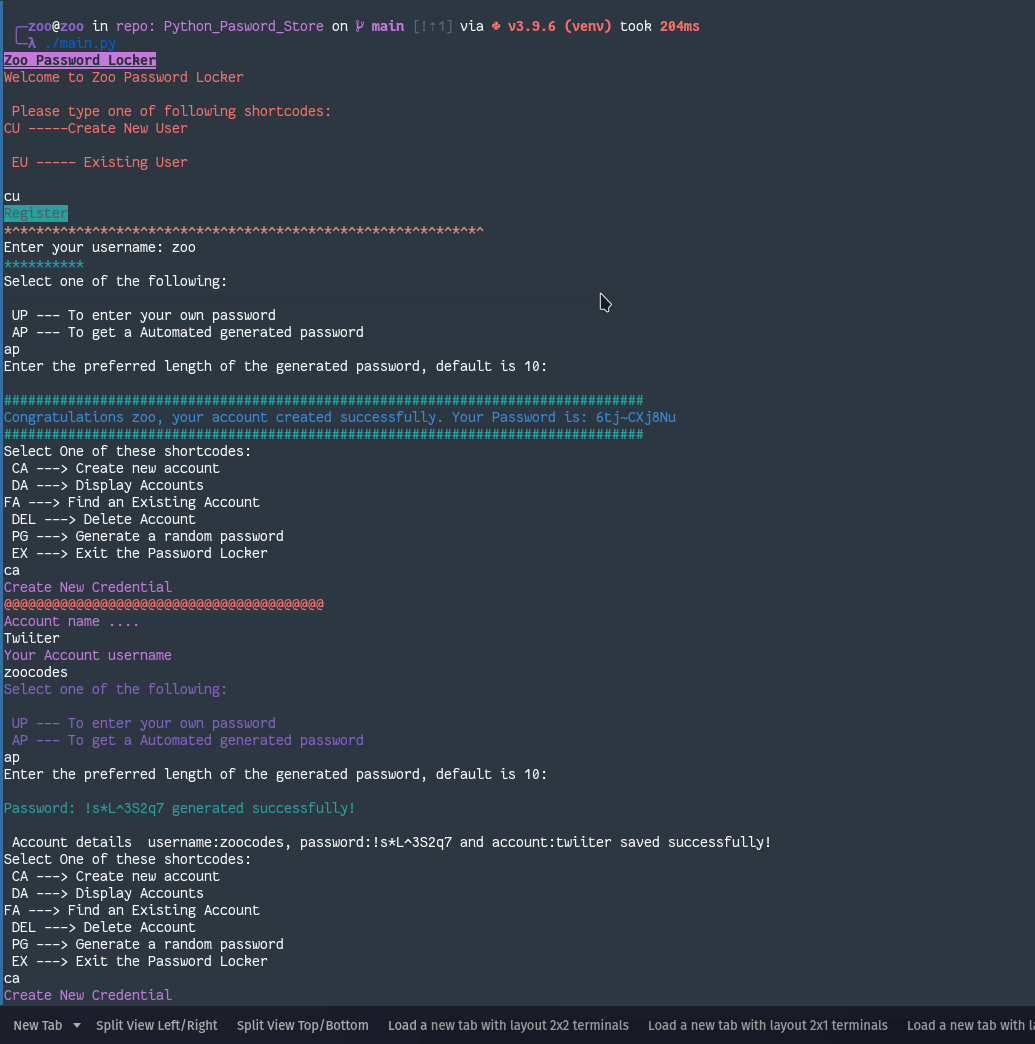 zoo@zoo in repo: Python_Pasword_Store on main [!⇡1] via v3.9.6 (venv) took 204ms
λ ./main.py
Zoo Password Locker
Welcome to Zoo Password Locker
Please type one of following shortcodes:
CU -----Create New User
EU ----- Existing User
cu
Register
*^*^*^*^*^*^*^*^*^*^*^*^*^*^*^*^*^*^*^*^*^*^*^*^*^*^*^*^*^*^
Enter your username: zoo
**********
Select one of the following:
UP --- To enter your own password
AP --- To get a Automated generated password
ap
Enter the preferred length of the generated password, default is 10:
################################################################################
Congratulations zoo, your account created successfully. Your Password is: 6tj~CXj8Nu
################################################################################
Select One of these shortcodes:
CA ---> Create new account
DA ---> Display Accounts
FA ---> Find an Existing Account
DEL ---> Delete Account
PG ---> Generate a random password
EX ---> Exit the Password Locker
ca
Create New Credential
@@@@@@@@@@@@@@@@@@@@@@@@@@@@@@@@@@@@@@@@
Account name ....
Twiiter
Your Account username
zoocodes
Select one of the following:
UP --- To enter your own password
AP --- To get a Automated generated password
ap
Enter the preferred length of the generated password, default is 10:
Password: !s*L^3S2q7 generated successfully!
Account details  username:zoocodes, password:!s*L^3S2q7 and account:twiiter saved successfully!
Select One of these shortcodes:
CA ---> Create new account
DA ---> Display Accounts
FA ---> Find an Existing Account
DEL ---> Delete Account
PG ---> Generate a random password
EX ---> Exit the Password Locker
ca
Create New Credential
New Tab Split View Left/Right Split View Top/Bottom Load a new tab with layout 2x2 terminals Load a new tab with layout 2x1 terminals Load a new tab with l